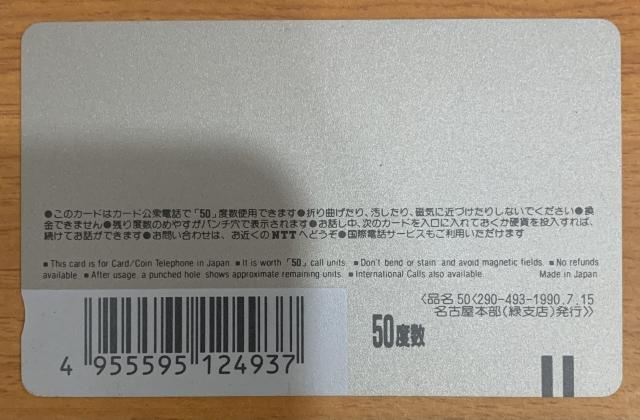 ●このカードはカード公衆電話で「50」度数使用できます●折り曲げたり、汚したり、磁気に近づけたりしないでください●換
金できません●残り度数のめやすがパンチ穴で表示されます●お話し中、次のカードを入口に入れておくか硬貨を投入すれば、
続けてお話ができます●お問い合わせは、お近くのNTTへどうぞ●国際電話サービスもご利用いただけます
■ This card is for Card/Coin Telephone in Japan. ■ It is worth「50」call units. ■ Don't bend or stain and avoid magnetic fields. ■ No refunds
available. ■ After usage, a punched hole shows approximate remaining units. ■ International Calls also available. Made in Japan
〈品名 50〈290-493-1990.7.15
名古屋本部(緑支店)発行〉〉
50度数
4 955595 124937